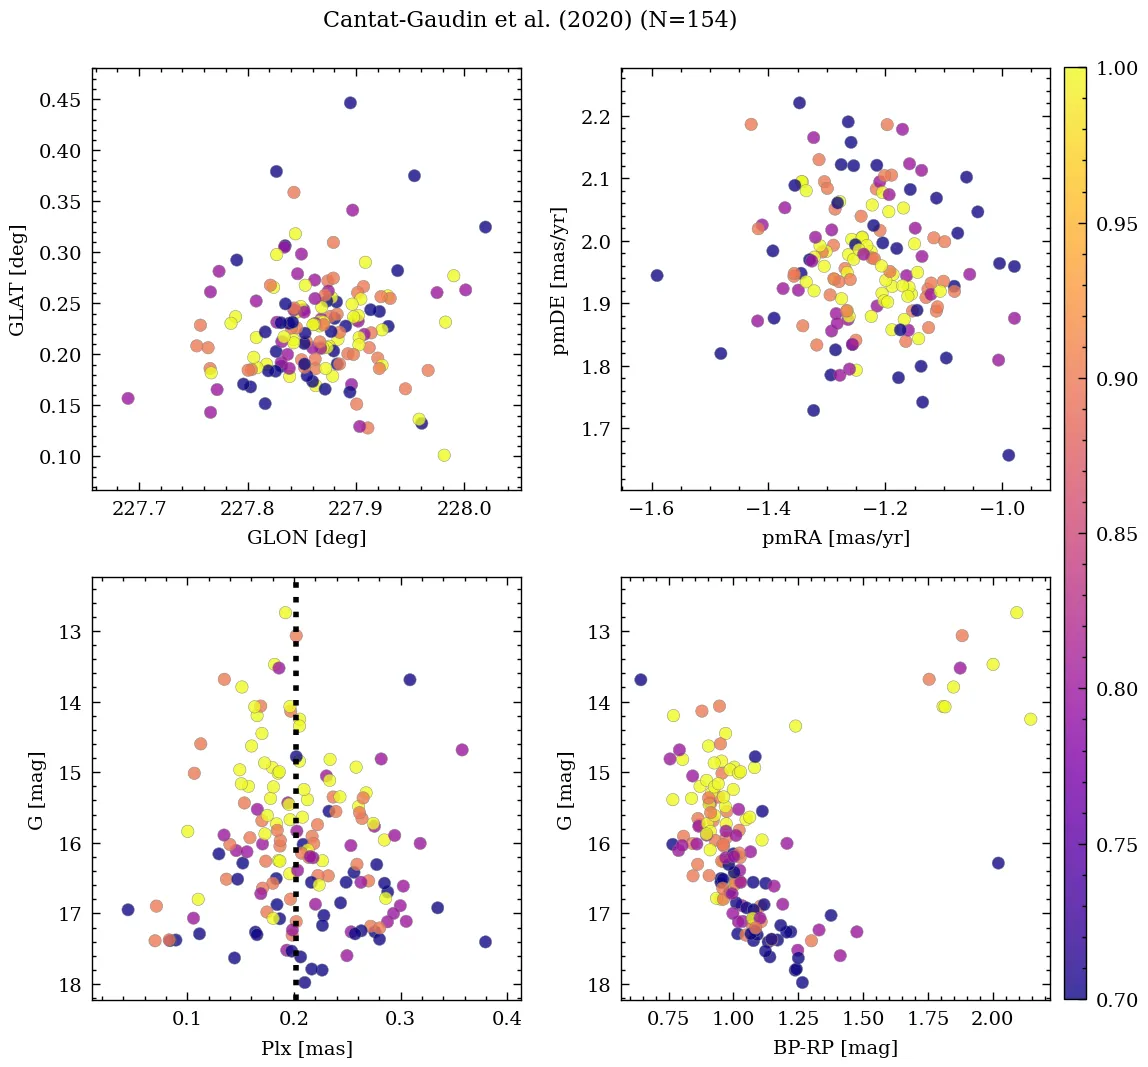 Cantat-Gaudin et al. (2020) (N=154)
0.45
0.40
0.35
0.30
0.25
0.20
0.15
0.10
GLAT [deg]
227.7 227.8 227.9 228.0
GLON [deg]
2.2
2.1
2.0
1.9
1.8
1.7
pmDE [mas/yr]
−1.6 −1.4 −1.2 −1.0
pmRA [mas/yr]
13
14
15
16
17
18
G [mag]
0.1 0.2 0.3 0.4
Plx [mas]
13
14
15
16
17
18
G [mag]
0.75 1.00 1.25 1.50 1.75 2.00
BP-RP [mag]
1.00
0.95
0.90
0.85
0.80
0.75
0.70